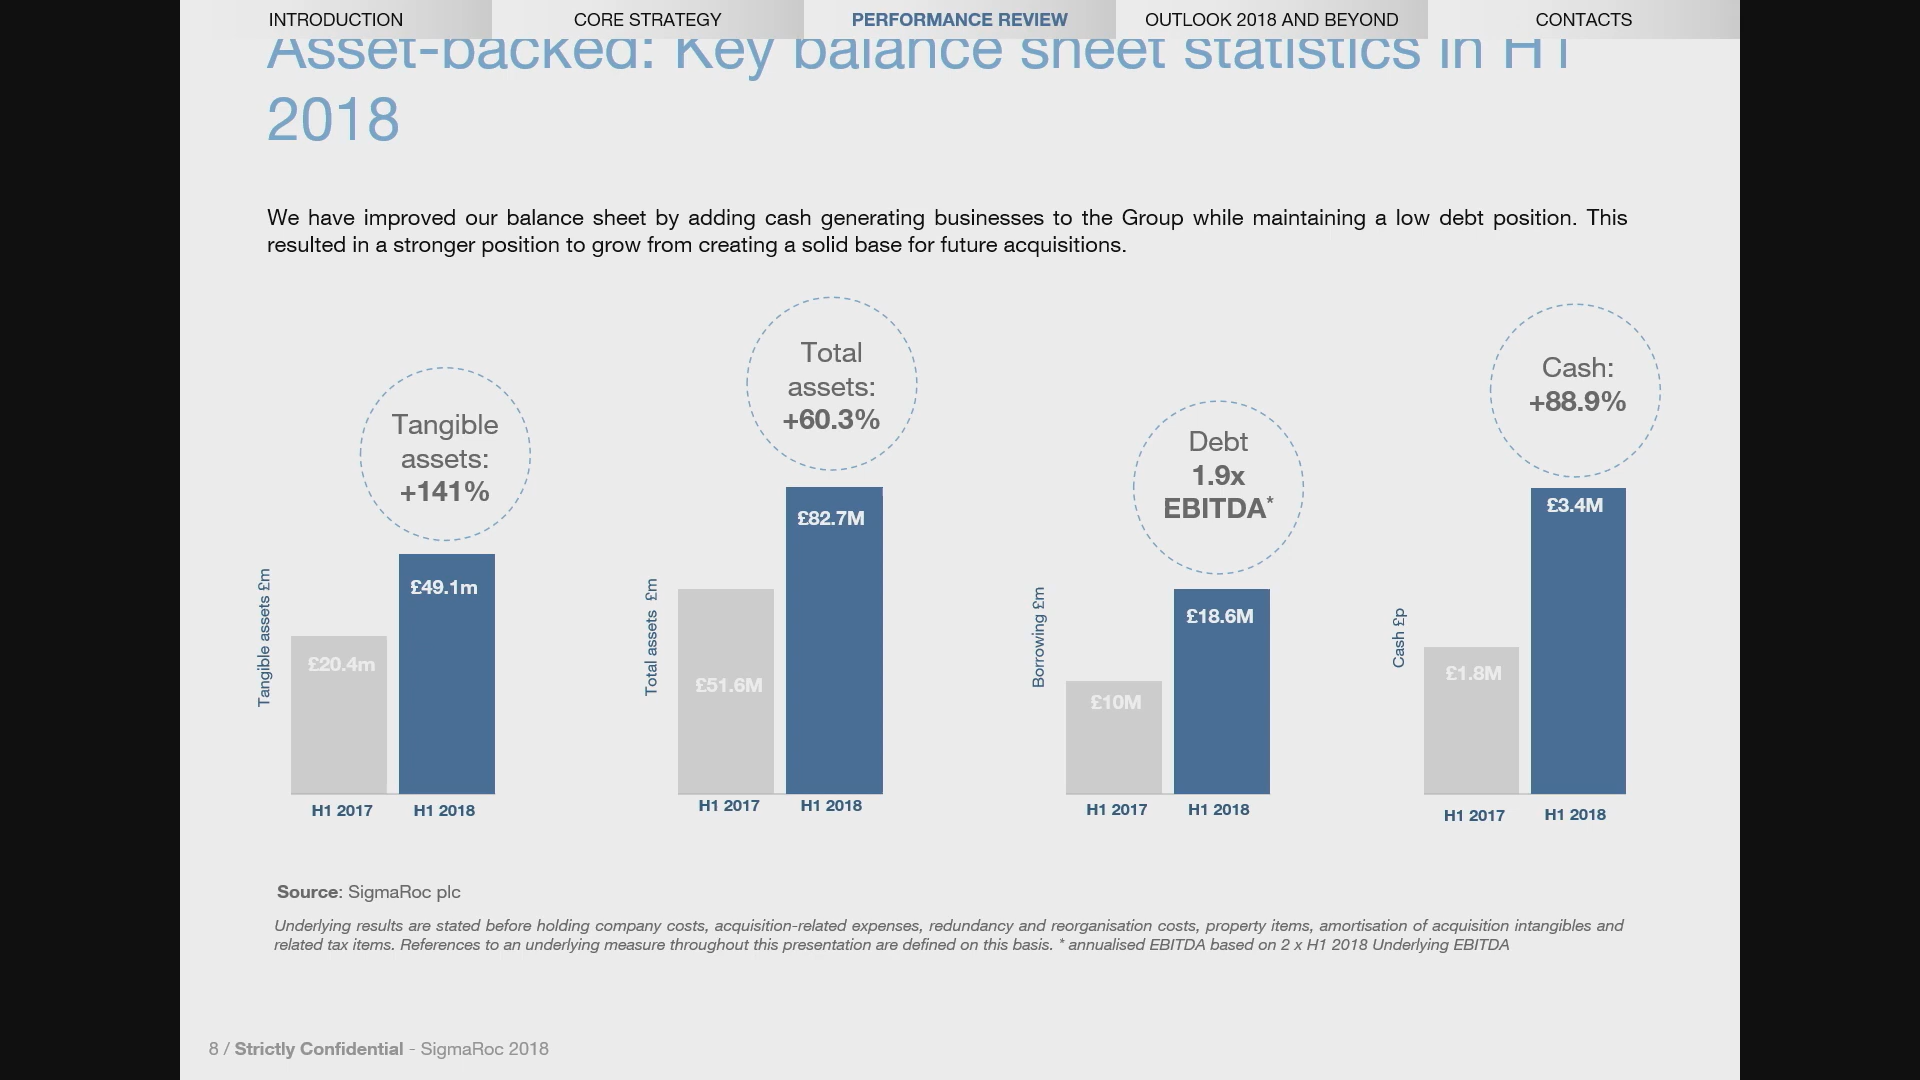 INTRODUCTION
CORE STRATEGY
PERFORMANCE REVIEW
OUTLOOK 2018 AND BEYOND
CONTACTS
Asset-backed: Key balance sheet statistics in H1
2018
We have improved our balance sheet by adding cash generating businesses to the Group while maintaining a low debt position. This
resulted in a stronger position to grow from creating a solid base for future acquisitions.
Tangible
assets:
+141%
Tangible assets £m
£20.4m
£49.1m
H1 2017
H1 2018
Total
assets:
+60.3%
Total assets £m
£51.6M
£82.7M
H1 2017
H1 2018
Debt
1.9x
EBITDA*
Borrowing £m
£10M
£18.6M
H1 2017
H1 2018
Cash:
+88.9%
Cash £p
£1.8M
£3.4M
H1 2017
H1 2018
Source: SigmaRoc plc
Underlying results are stated before holding company costs, acquisition-related expenses, redundancy and reorganisation costs, property items, amortisation of acquisition intangibles and
related tax items. References to an underlying measure throughout this presentation are defined on this basis. * annualised EBITDA based on 2 x H1 2018 Underlying EBITDA
8 / Strictly Confidential - SigmaRoc 2018